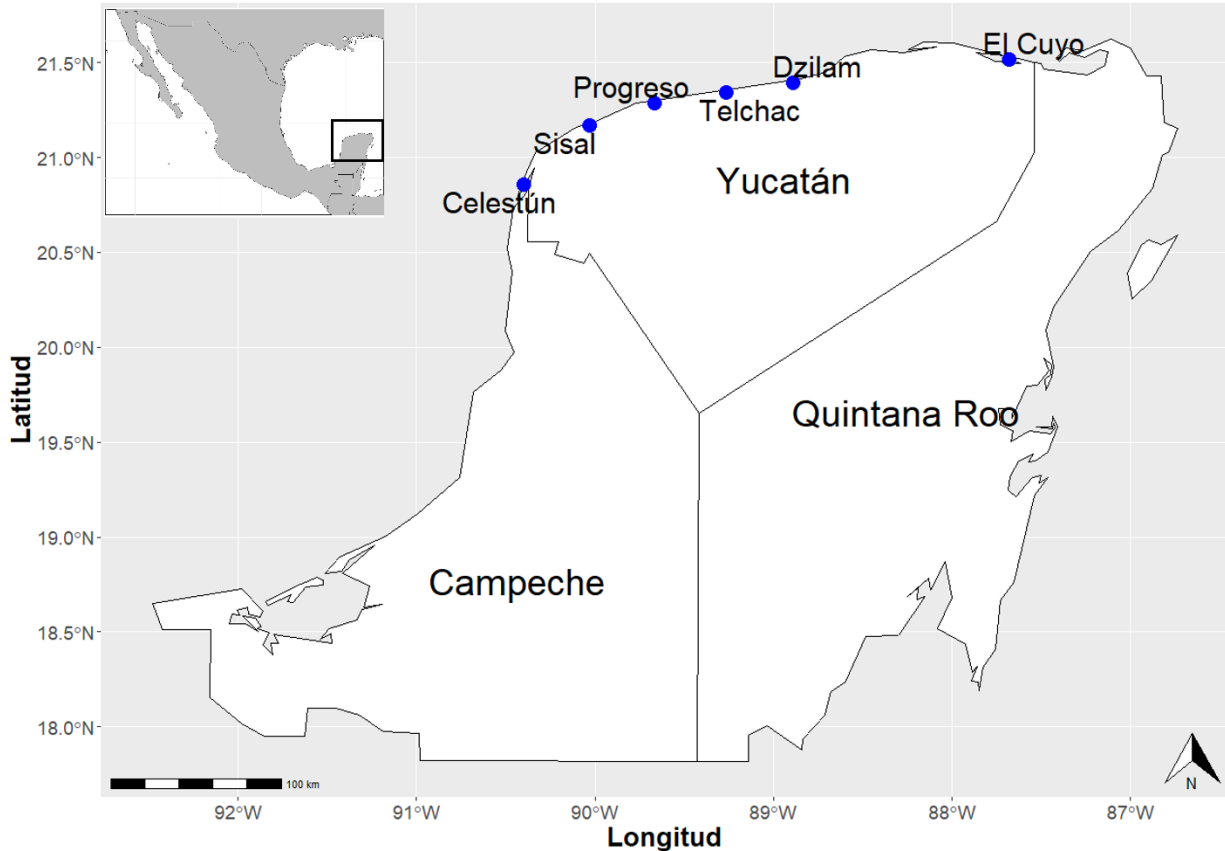 El Cuyo
21.5°N
Dzilam
Progreso
Telchac
Sisal
21.0°N
Yucatán
Celestún
20.5°N
20.0°N
Latitud
Quintana Roo
19.5°N
19.0°N
Campeche
18.5°N
18.0°N
100 km
N
92°W 91°W 90°W 89°W 88°W 87°W
Longitud